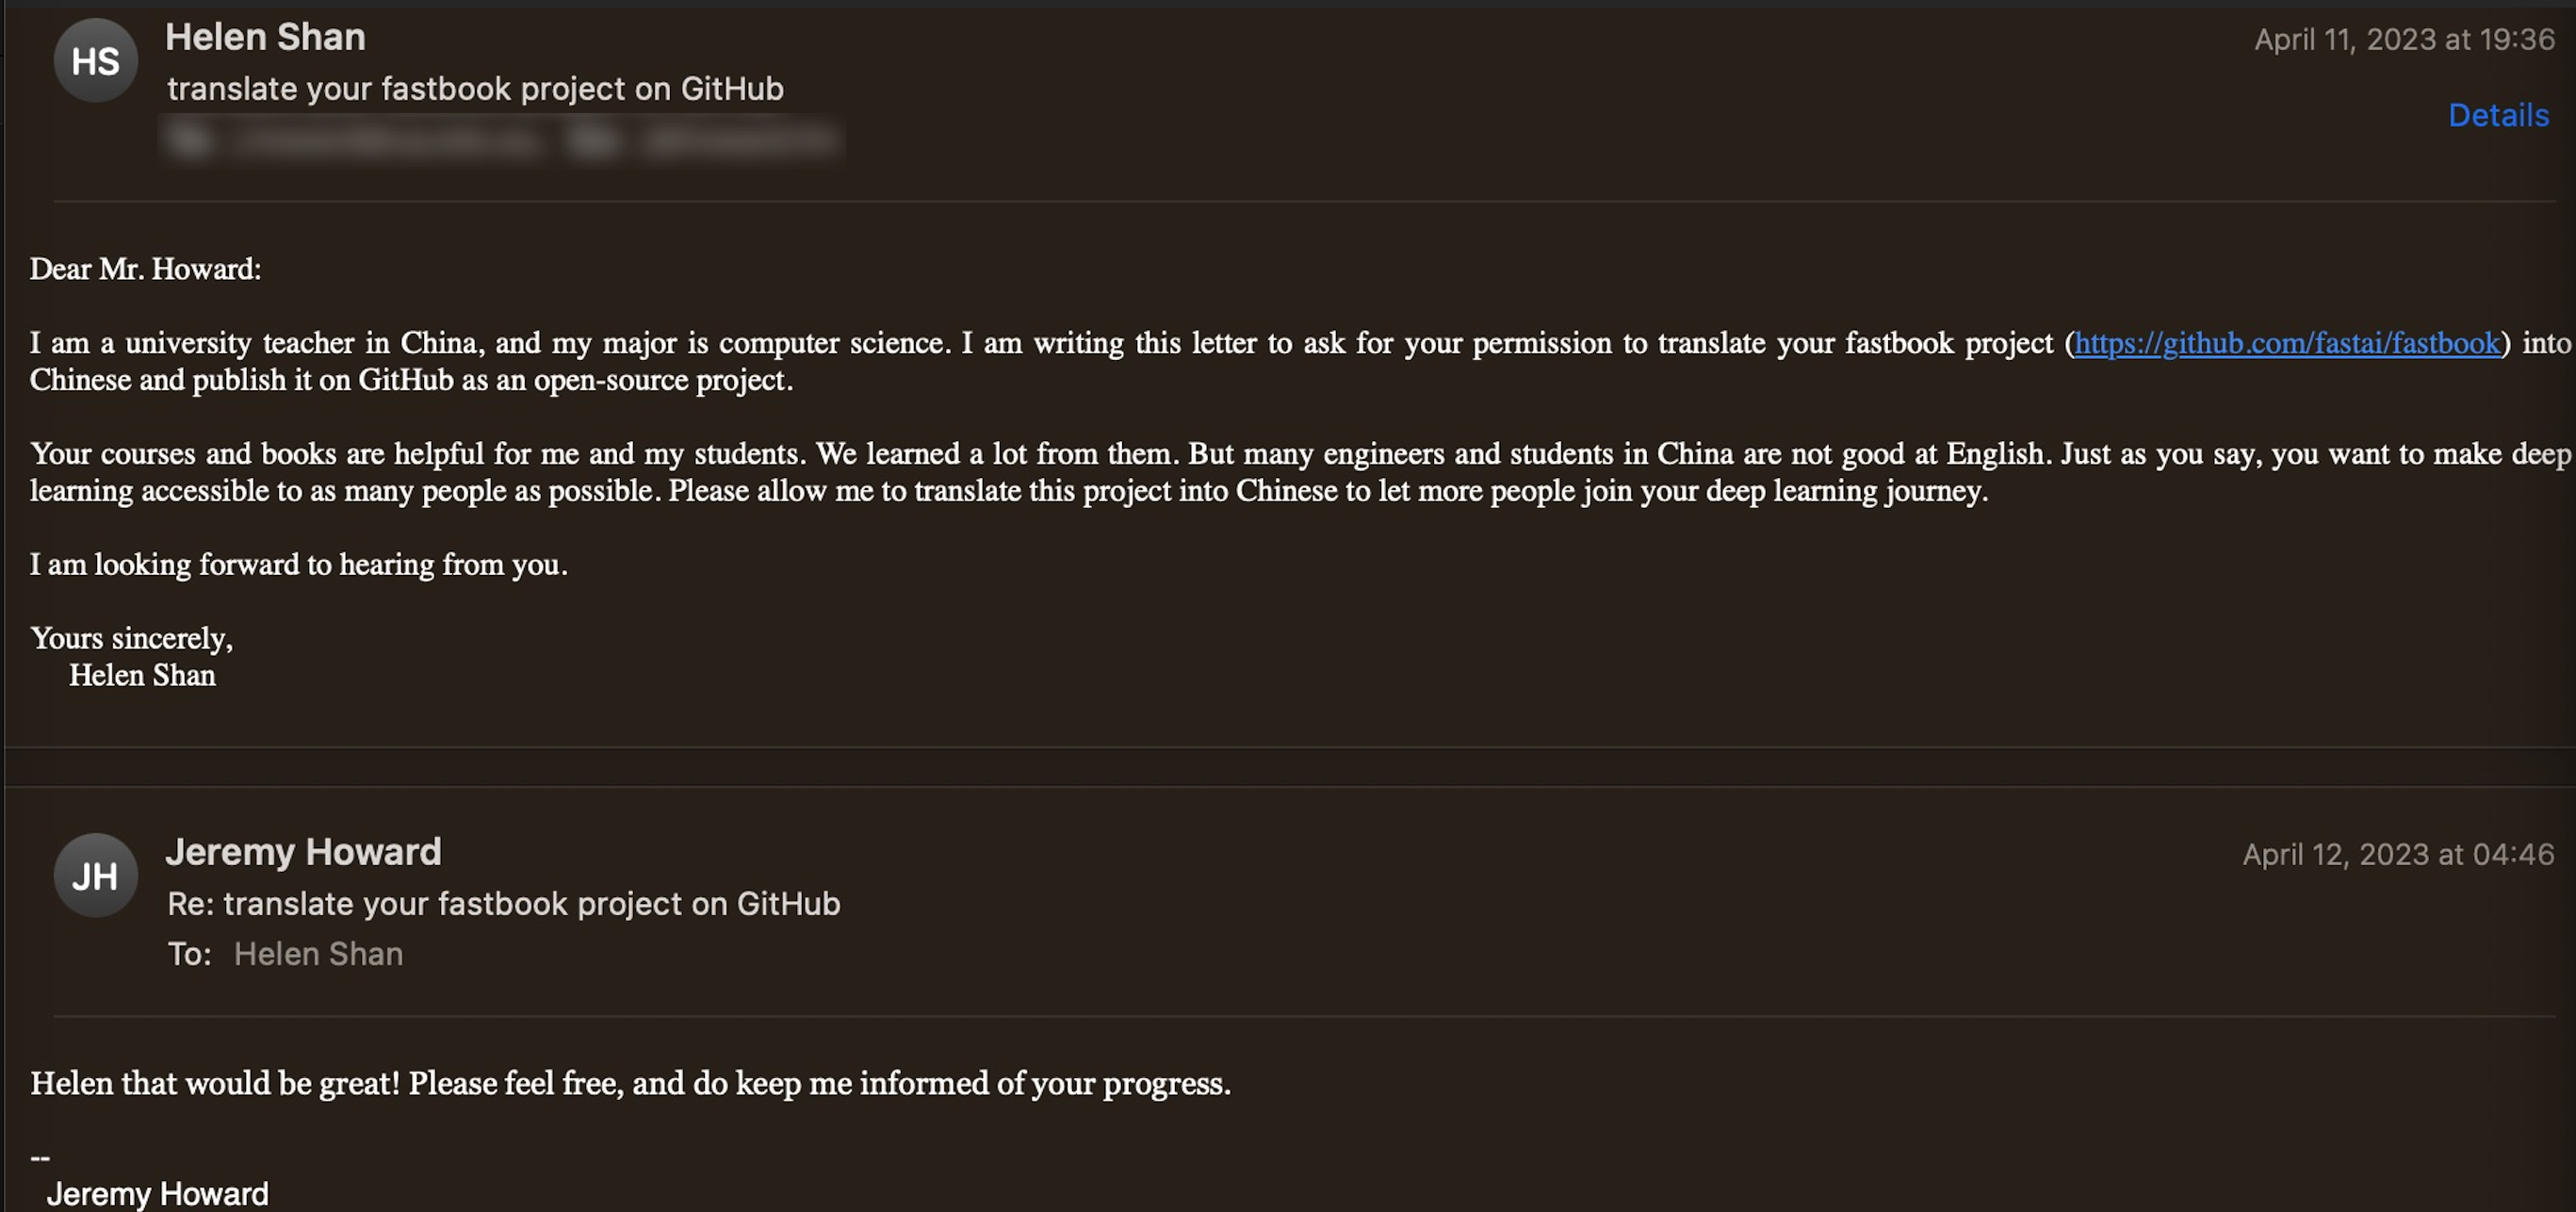 HS
Helen Shan
April 11, 2023 at 19:36
translate your fastbook project on GitHub
Details
Dear Mr. Howard:
I am a university teacher in China, and my major is computer science. I am writing this letter to ask for your permission to translate your fastbook project (https://github.com/fastai/fastbook) into
Chinese and publish it on GitHub as an open-source project.
Your courses and books are helpful for me and my students. We learned a lot from them. But many engineers and students in China are not good at English. Just as you say, you want to make deep
learning accessible to as many people as possible. Please allow me to translate this project into Chinese to let more people join your deep learning journey.
I am looking forward to hearing from you.
Yours sincerely,
Helen Shan
JH
Jeremy Howard
April 12, 2023 at 04:46
Re: translate your fastbook project on GitHub
To: Helen Shan
Helen that would be great! Please feel free, and do keep me informed of your progress.
--
Jeremy Howard